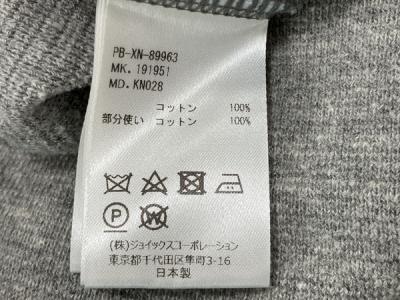 PB-XN-89963
MK. 191951
MD. KN028
コットン 100%
部分使い コットン 100%
P W
(株)ジョイックスコーポレーション
東京都千代田区隼町3-16
日本製